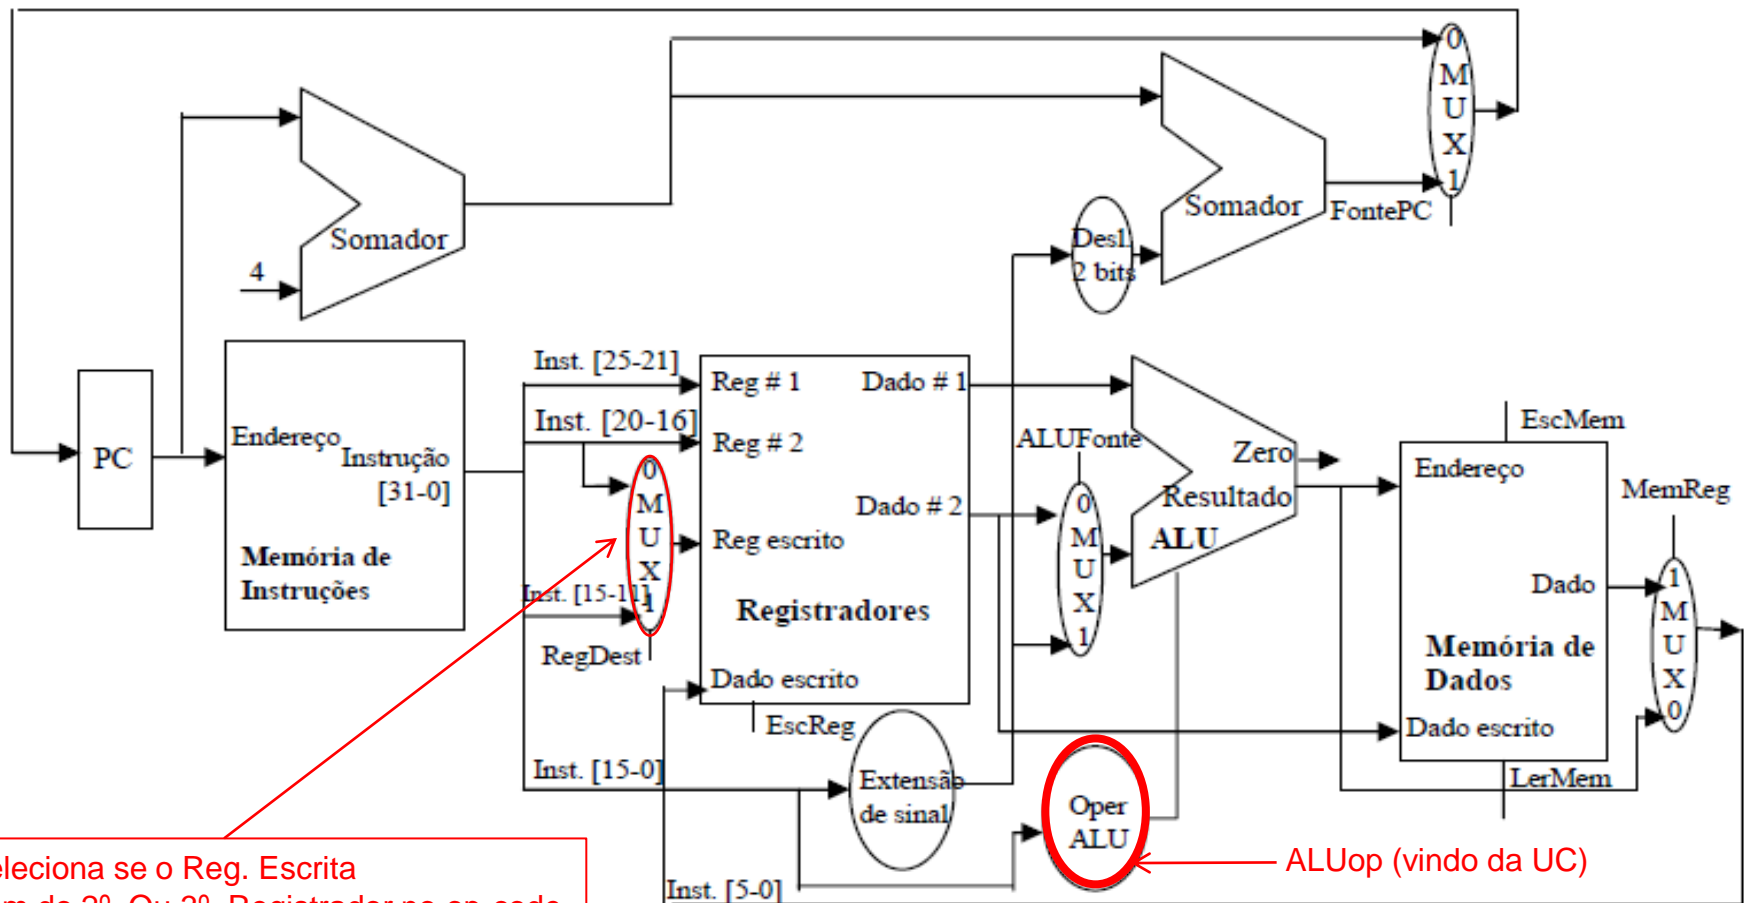 0
M
U
X
1
Somador
Somador
FontePC
4
Desl.
2 bits
Inst. [25-21]
Reg # 1
Dado # 1
Inst. [20-16]
Reg # 2
ALUFonte
Zero
EscMem
PC
Endereço
Instrução
[31-0]
0
M
U
X
1
Dado # 2
0
M
U
X
1
Resultado
ALU
Endereço
MemReg
Reg escrito
Memória de
Instruções
Inst. [15-11]
Registradores
Dado
1
M
U
X
0
RegDest
Memória de
Dados
Dado escrito
EscReg
Dado escrito
Inst. [15-0]
Extensão
de sinal
Oper
ALU
LerMem
Inst. [5-0]
ALUop (vindo da UC)
eleciona se o Reg. Escrita